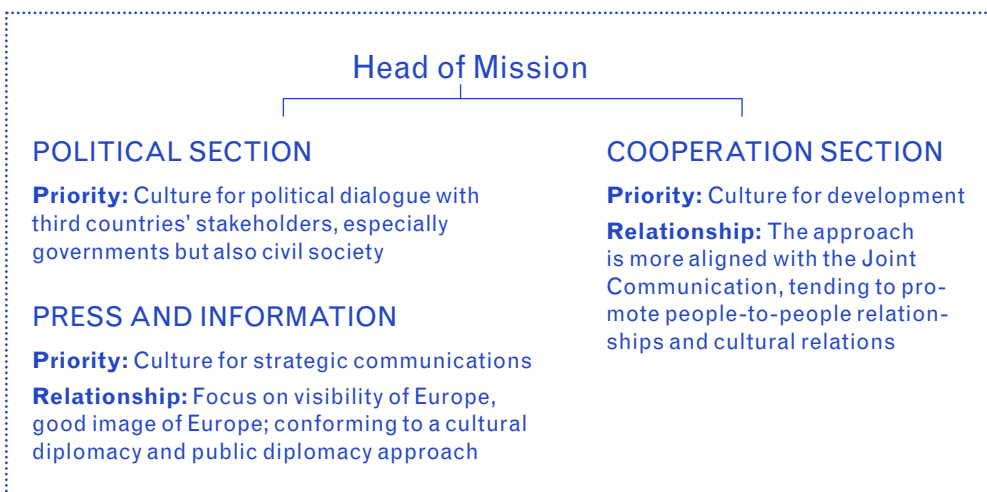 Head of Mission
POLITICAL SECTION
Priority: Culture for political dialogue with
third countries’ stakeholders, especially
governments but also civil society
PRESS AND INFORMATION
Priority: Culture for strategic communications
Relationship: Focus on visibility of Europe,
good image of Europe; conforming to a cultural
diplomacy and public diplomacy approach
COOPERATION SECTION
Priority: Culture for development
Relationship: The approach
is more aligned with the Joint
Communication, tending to pro-
mote people-to-people relation-
ships and cultural relations